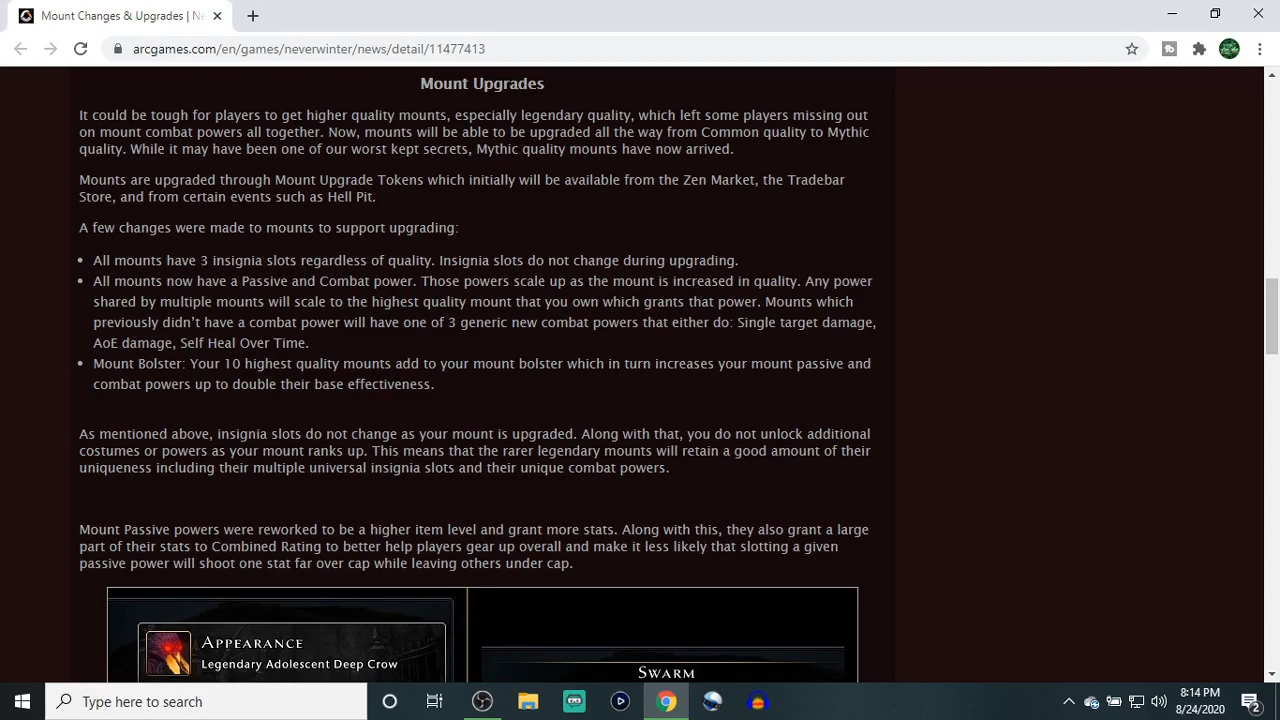 Mount Changes & Upgrades | Ne
arcgames.com/en/games/neverwinter/news/detail/11477413
Mount Upgrades
It could be tough for players to get higher quality mounts, especially legendary quality, which left some players missing out
on mount combat powers all together. Now, mounts will be able to be upgraded all the way from Common quality to Mythic
quality. While it may have been one of our worst kept secrets, Mythic quality mounts have now arrived.
Mounts are upgraded through Mount Upgrade Tokens which initially will be available from the Zen Market, the Tradebar
Store, and from certain events such as Hell Pit.
A few changes were made to mounts to support upgrading:
• All mounts have 3 insignia slots regardless of quality. Insignia slots do not change during upgrading.
• All mounts now have a Passive and Combat power. Those powers scale up as the mount is increased in quality. Any power
shared by multiple mounts will scale to the highest quality mount that you own which grants that power. Mounts which
previously didn't have a combat power will have one of 3 generic new combat powers that either do: Single target damage,
AoE damage, Self Heal Over Time.
• Mount Bolster: Your 10 highest quality mounts add to your mount bolster which in turn increases your mount passive and
combat powers up to double their base effectiveness.
As mentioned above, insignia slots do not change as your mount is upgraded. Along with that, you do not unlock additional
costumes or powers as your mount ranks up. This means that the rarer legendary mounts will retain a good amount of their
uniqueness including their multiple universal insignia slots and their unique combat powers.
Mount Passive powers were reworked to be a higher item level and grant more stats. Along with this, they also grant a large
part of their stats to Combined Rating to better help players gear up overall and make it less likely that slotting a given
passive power will shoot one stat far over cap while leaving others under cap.
Appearance
Legendary Adolescent Deep Crow
Swarm
Type here to search
8:14 PM
8/24/2020
2